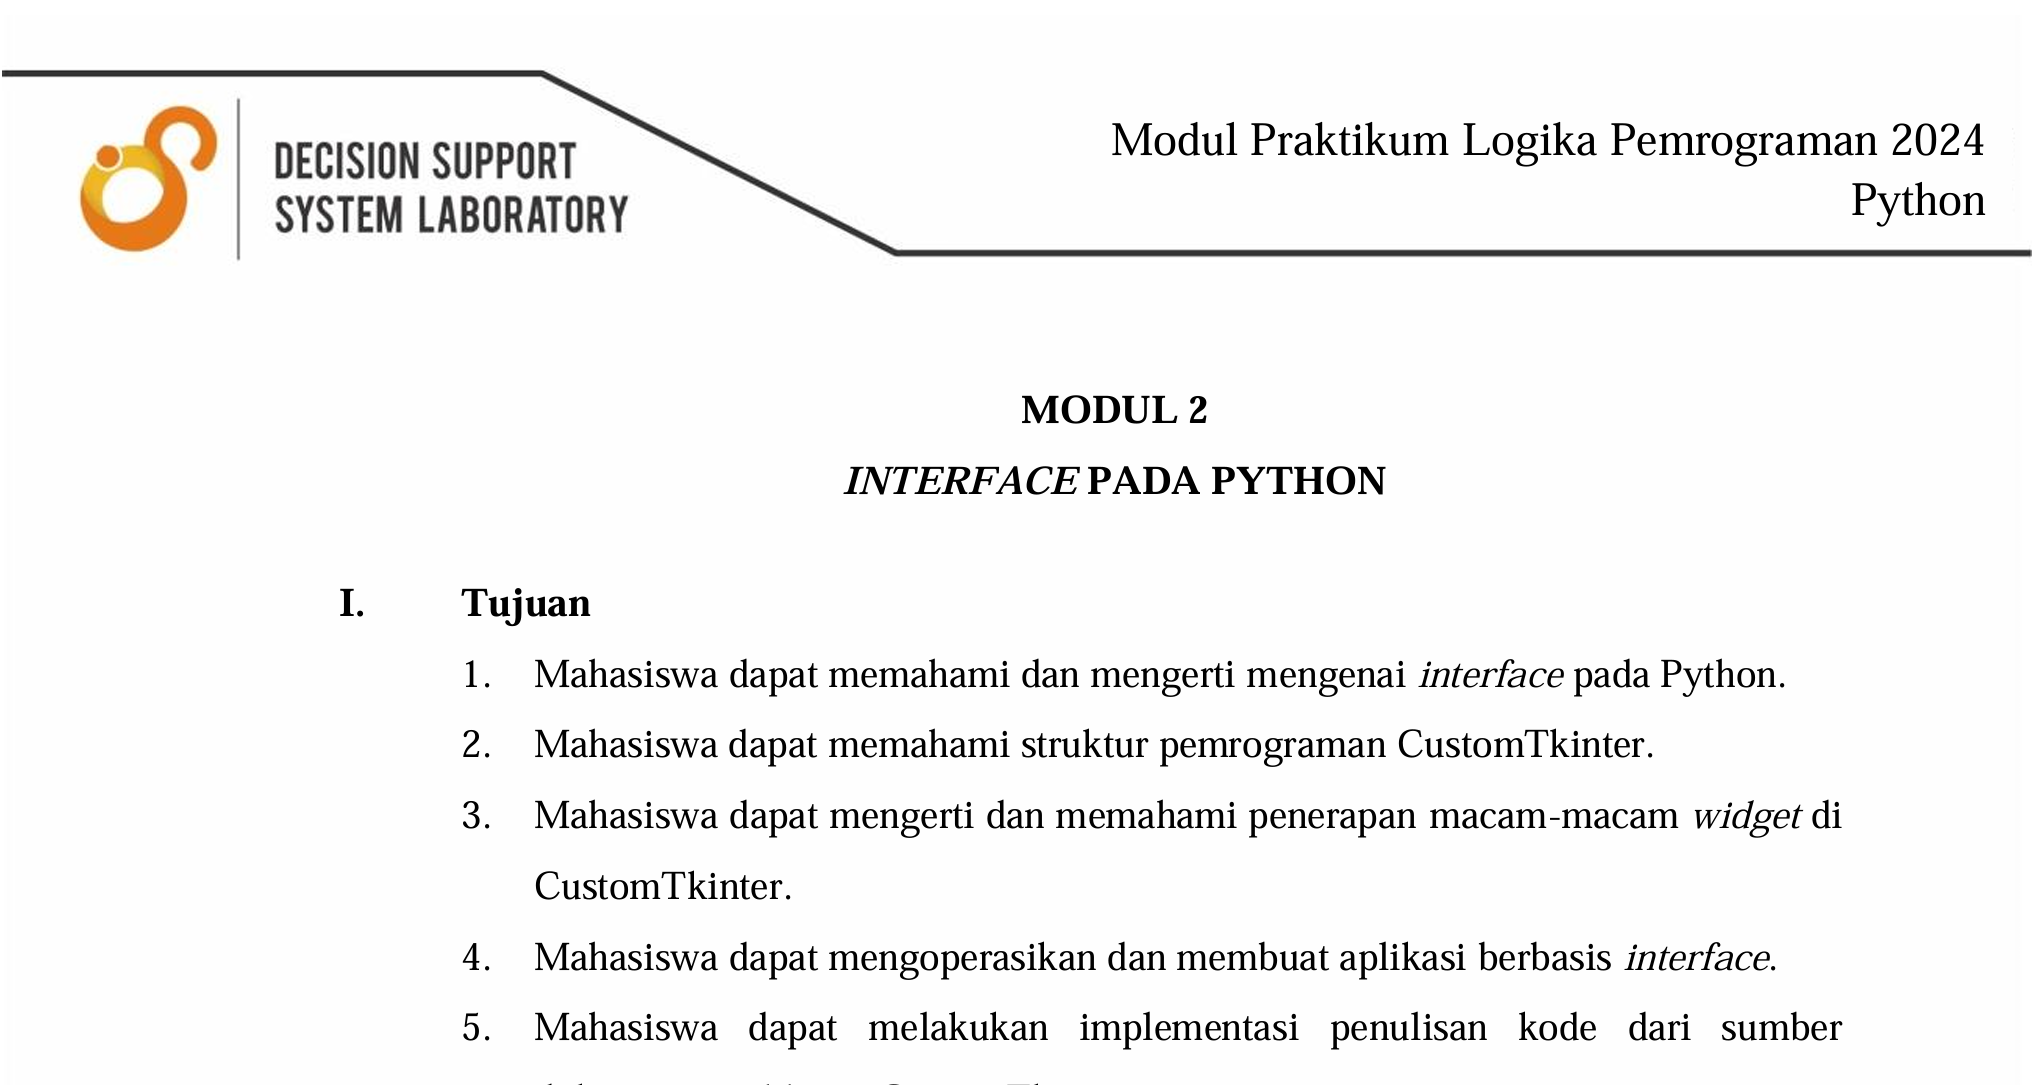 DECISION SUPPORT
SYSTEM LABORATORY
Modul Praktikum Logika Pemrograman 2024
Python
MODUL 2
INTERFACE PADA PYTHON
I. Tujuan
1. Mahasiswa dapat memahami dan mengerti mengenai interface pada Python.
2. Mahasiswa dapat memahami struktur pemrograman CustomTkinter.
3. Mahasiswa dapat mengerti dan memahami penerapan macam-macam widget di
CustomTkinter.
4. Mahasiswa dapat mengoperasikan dan membuat aplikasi berbasis interface.
5. Mahasiswa dapat melakukan implementasi penulisan kode dari sumber